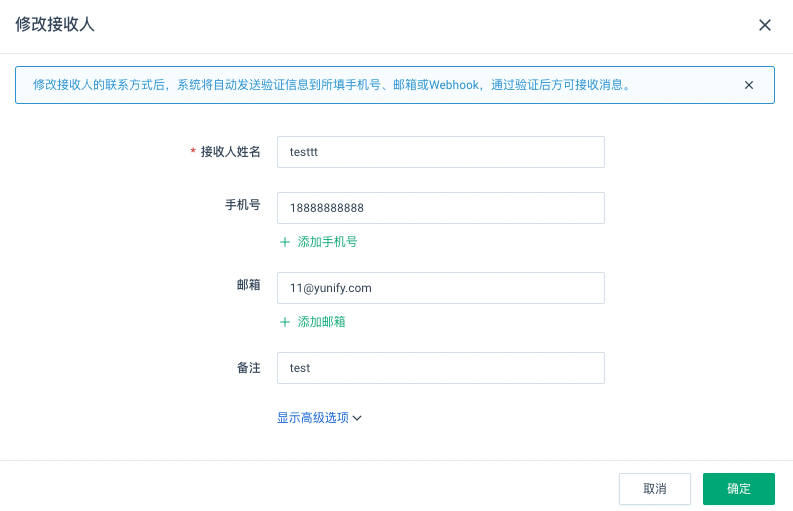 修改接收人
修改接收人的联系方式后，系统将自动发送验证信息到所填手机号、邮箱或Webhook，通过验证后方可接收消息。
* 接收人姓名 testtt
手机号 18888888888
+ 添加手机号
邮箱 11@yunify.com
+ 添加邮箱
备注 test
显示高级选项
取消 确定